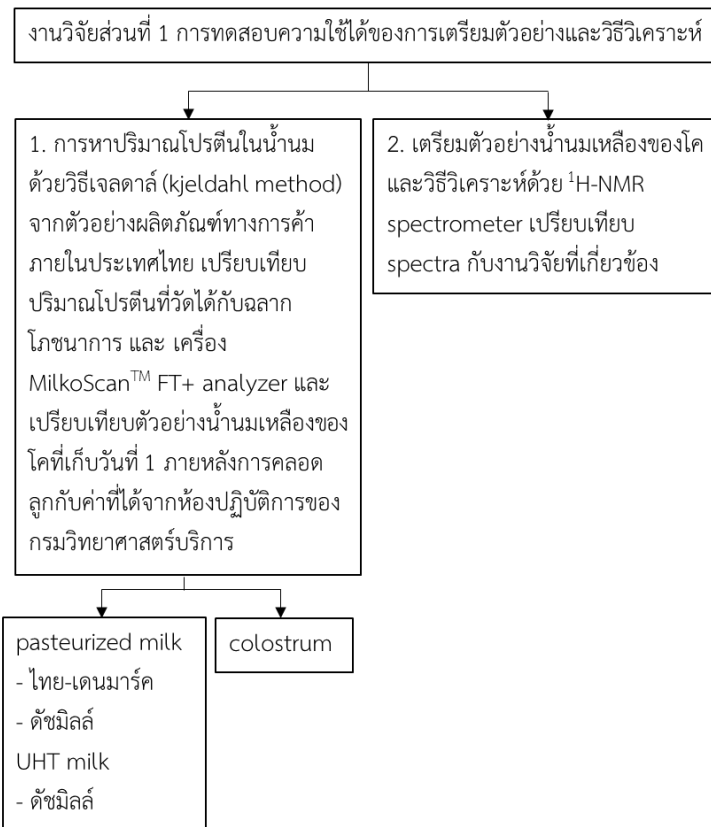 งานวิจัยส่วนที่ 1 การทดสอบความใช้ได้ของการเตรียมตัวอย่างและวิธีวิเคราะห์
1. การหาปริมาณโปรตีนในน้ำนม
ด้วยวิธีเจลดาล์ (kjeldahl method)
จากตัวอย่างผลิตภัณฑ์ทางการค้า
ภายในประเทศไทย เปรียบเทียบ
ปริมาณโปรตีนที่วัดได้กับฉลาก
โภชนาการ และ เครื่อง
MilkoScan™ FT+ analyzer และ
เปรียบเทียบตัวอย่างน้ำนมเหลืองของ
โคที่เก็บวันที่ 1 ภายหลังการคลอด
ลูกกับค่าที่ได้จากห้องปฏิบัติการของ
กรมวิทยาศาสตร์บริการ
2. เตรียมตัวอย่างน้ำนมเหลืองของโค
และวิธีวิเคราะห์ด้วย ¹H-NMR
spectrometer เปรียบเทียบ
spectra กับงานวิจัยที่เกี่ยวข้อง
pasteurized milk
- ไทย-เดนมาร์ค
- ดัชมิลล์
UHT milk
- ดัชมิลล์
colostrum